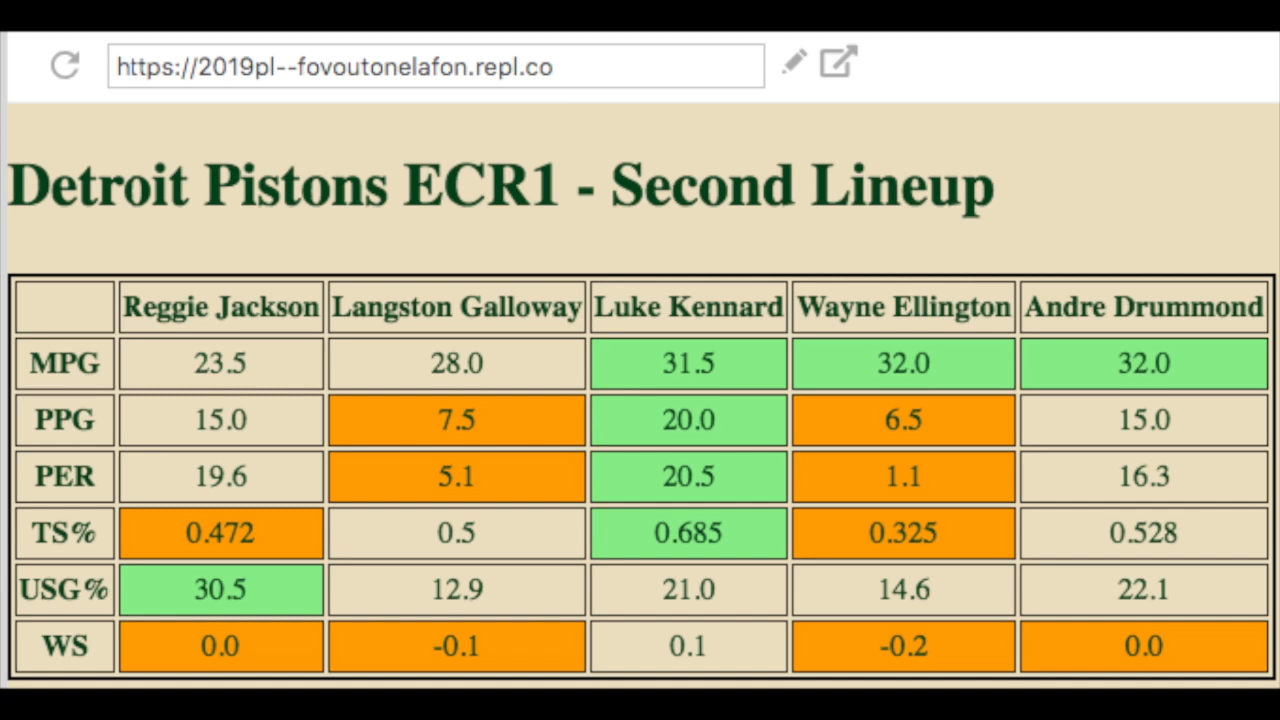 https://2019pl--fovoutonelafon.repl.co
Detroit Pistons ECR1 - Second Lineup
Reggie Jackson Langston Galloway Luke Kennard Wayne Ellington Andre Drummond
MPG 23.5 28.0 31.5 32.0 32.0
PPG 15.0 7.5 20.0 6.5 15.0
PER 19.6 5.1 20.5 1.1 16.3
TS% 0.472 0.5 0.685 0.325 0.528
USG% 30.5 12.9 21.0 14.6 22.1
WS 0.0 -0.1 0.1 -0.2 0.0